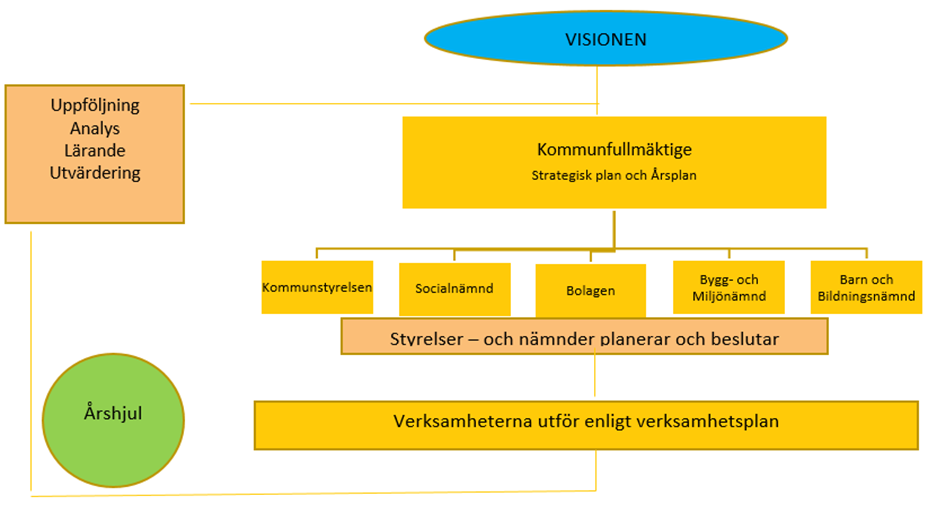 VISIONEN
Uppföljning
Analys
Lärande
Utvärdering
Kommunfullmäktige
Strategisk plan och Årsplan
Kommunstyrelsen
Socialnämnd
Bolagen
Bygg- och
Miljönämnd
Barn och
Bildningsnämnd
Styrelser – och nämnder planerar och beslutar
Årshjul
Verksamheterna utför enligt verksamhetsplan